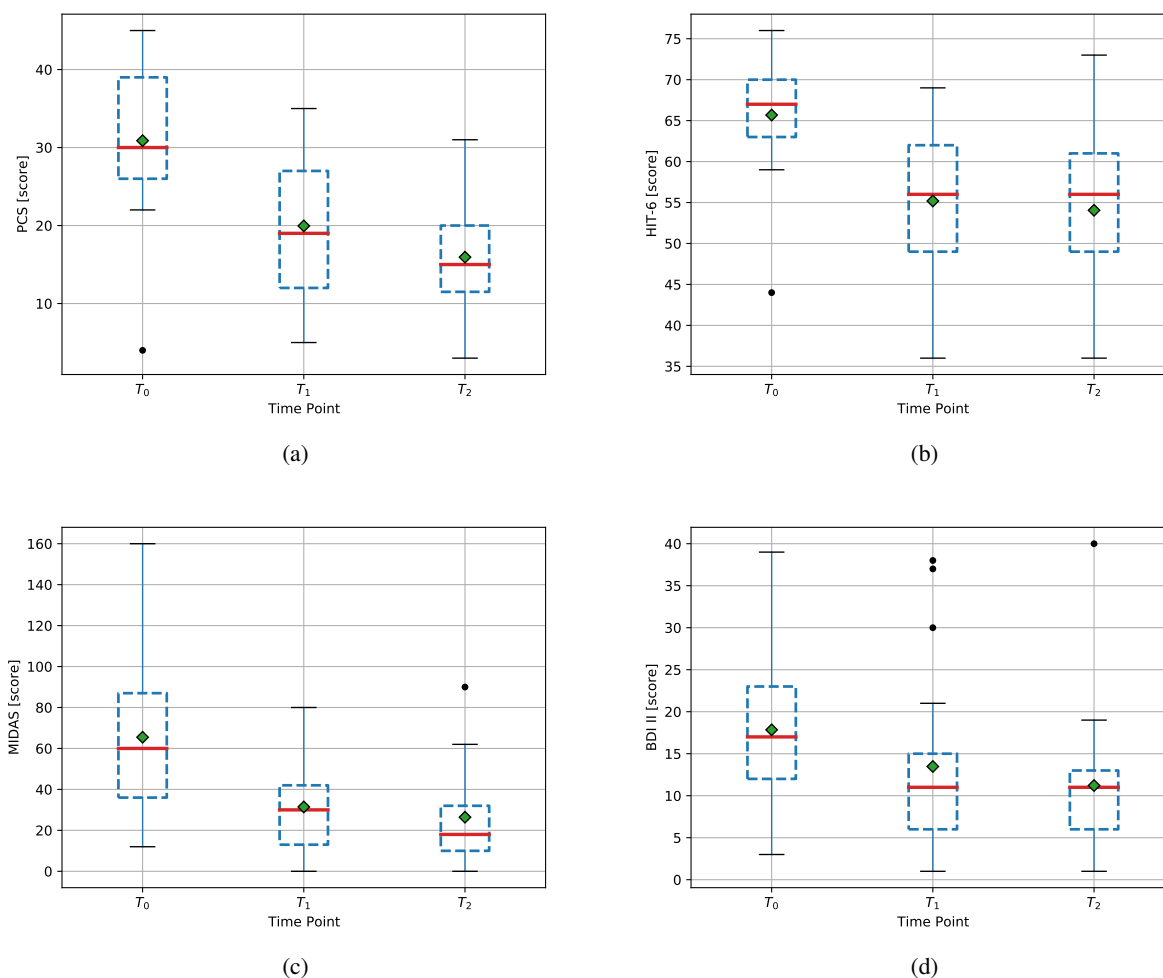 40
30
20
10
PCS [score]
T0 T1 T2
Time Point
(a)
75
70
65
60
55
50
45
40
35
HIT-6 [score]
T0 T1 T2
Time Point
(b)
160
140
120
100
80
60
40
20
0
MIDAS [score]
T0 T1 T2
Time Point
(c)
40
35
30
25
20
15
10
5
0
BDI II [score]
T0 T1 T2
Time Point
(d)